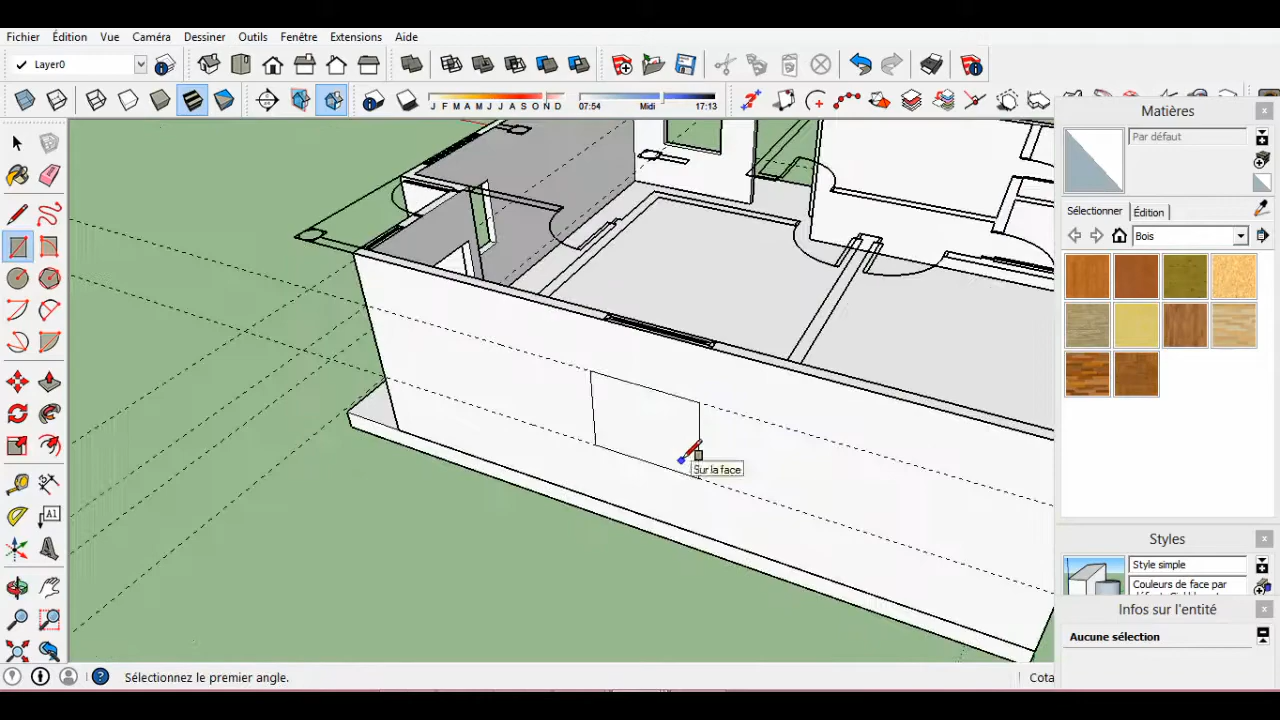 Fichier Édition Vue Caméra Dessiner Outils Fenêtre Extensions Aide
Layer0
J F M A M J J A S O N D
07:54 Midi 17:13
Matières
Par défaut
Sélectionner Édition
Bois
A1
Sur la face
Styles
Style simple
Couleurs de face par
Infos sur l'entité
Aucune sélection
Sélectionnez le premier angle.
Cota